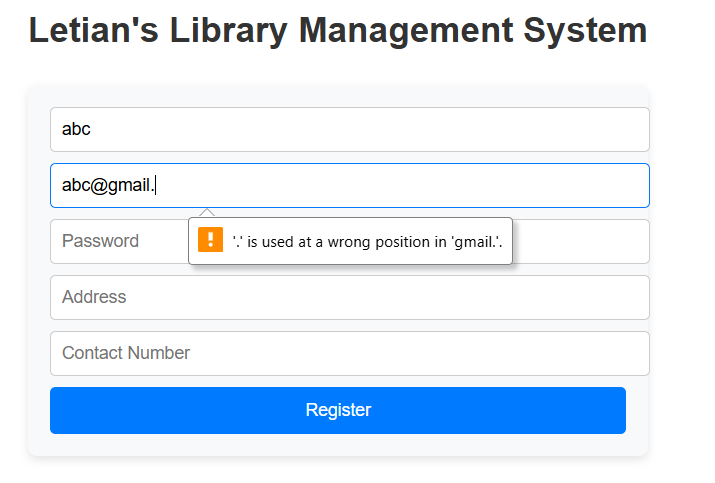 Letian's Library Management System
abc
abc@gmail.
Password
'.' is used at a wrong position in 'gmail.'.
Address
Contact Number
Register